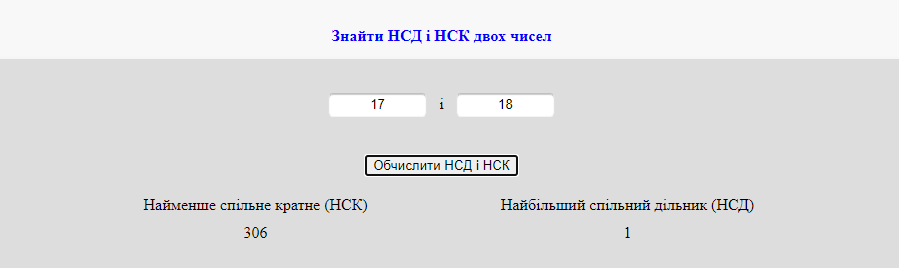 Знайти НСД і НСК двох чисел
17 і 18
Обчислити НСД і НСК
Найменше спільне кратне (НСК) Найбільший спільний дільник (НСД)
306 1